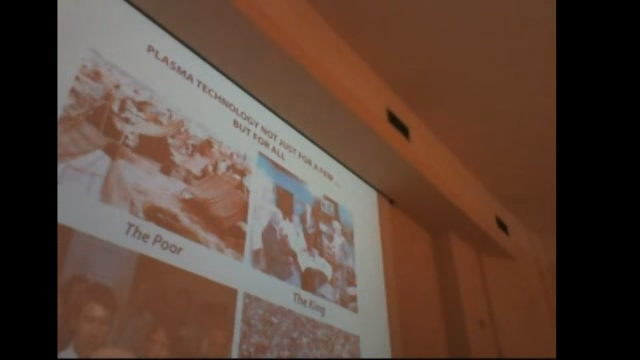 PLASMA TECHNOLOGY NOT JUST FOR A FEW ...
BUT FOR ALL
The Poor
The King